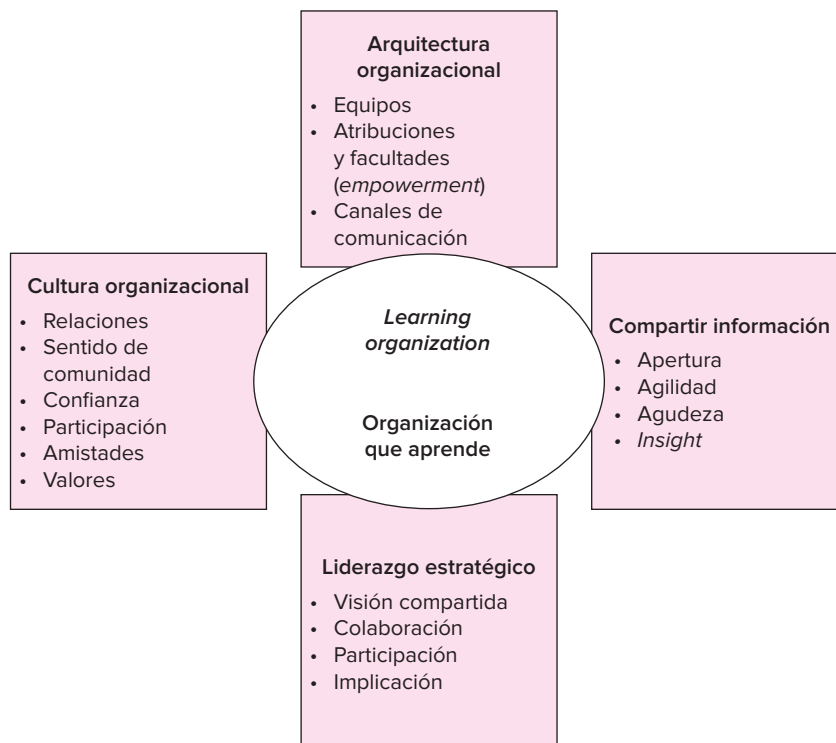 Arquitectura
organizacional
• Equipos
• Atribuciones
y facultades
(empowerment)
• Canales de
comunicación
Cultura organizacional
• Relaciones
• Sentido de
comunidad
• Confianza
• Participación
• Amistades
• Valores
Learning
organization
Organización
que aprende
Compartir información
• Apertura
• Agilidad
• Agudeza
• Insight
Liderazgo estratégico
• Visión compartida
• Colaboración
• Participación
• Implicación